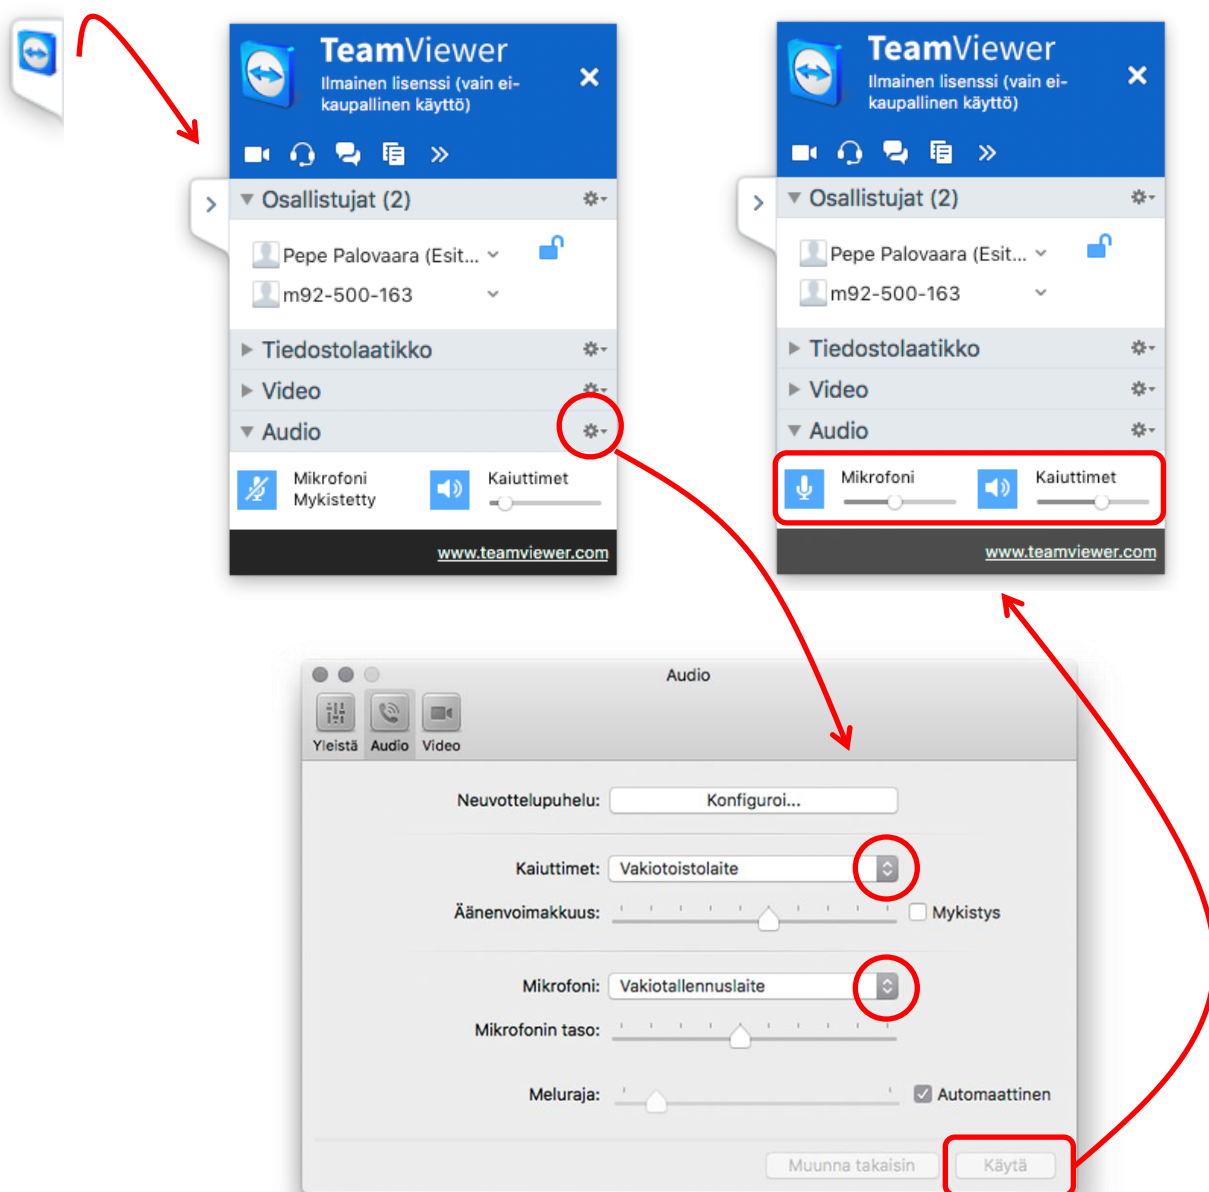 TeamViewer
Ilmainen lisenssi (vain ei-
kaupallinen käyttö)
Osallistujat (2)
Pepe Palovaara (Esit...
m92-500-163
Tiedostolaatikko
Video
Audio
Mikrofoni
Mykistetty
Kaiuttimet
www.teamviewer.com
TeamViewer
Ilmainen lisenssi (vain ei-
kaupallinen käyttö)
Osallistujat (2)
Pepe Palovaara (Esit...
m92-500-163
Tiedostolaatikko
Video
Audio
Mikrofoni
Kaiuttimet
www.teamviewer.com
Audio
Yleistä Audio Video
Neuvottelupuhelu: Konfiguroi...
Kaiuttimet: Vakiotoistolaite
Äänenvoimakkuus: Mykistys
Mikrofoni: Vakiotallennuslaite
Mikrofonin taso:
Meluraja: Automaattinen
Muunna takaisin Käytä